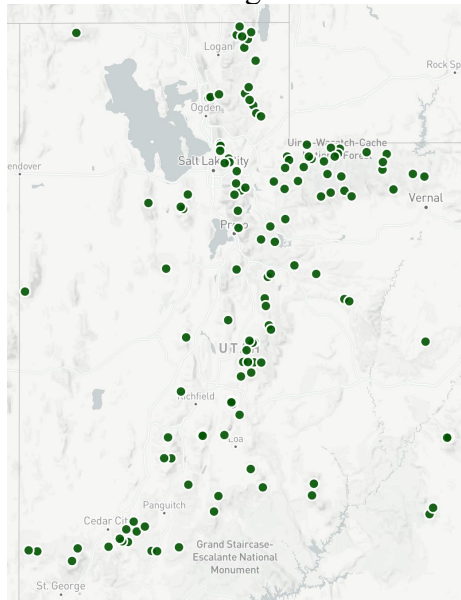 Logan
Rock Sp
Ogden
Uinta-Wasatch-Cache
National Forest
Salt Lake City
endover
Vernal
Provo
UTAH
Richfield
Loa
Panguitch
Cedar City
Grand Staircase-
Escalante National
Monument
St. George